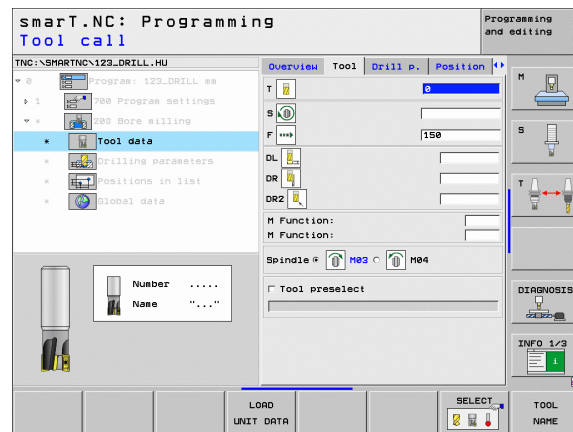 smarT.NC: Programming
Tool call
Programming
and editing
TNC:\SMARTNC\123_DRILL.HU
0 Program: 123_DRILL mm
1 700 Program settings
* 208 Bore milling
* Tool data
* Drilling parameters
* Positions in list
* Global data
Overview Tool Drill p. Position
T 0
S
F 150
DL
DR
DR2
M Function:
M Function:
Spindle M03 M04
Tool preselect
Number .....
Name "..."
M
S
T
DIAGNOSIS
INFO 1/3
LOAD
UNIT DATA
SELECT
TOOL
NAME